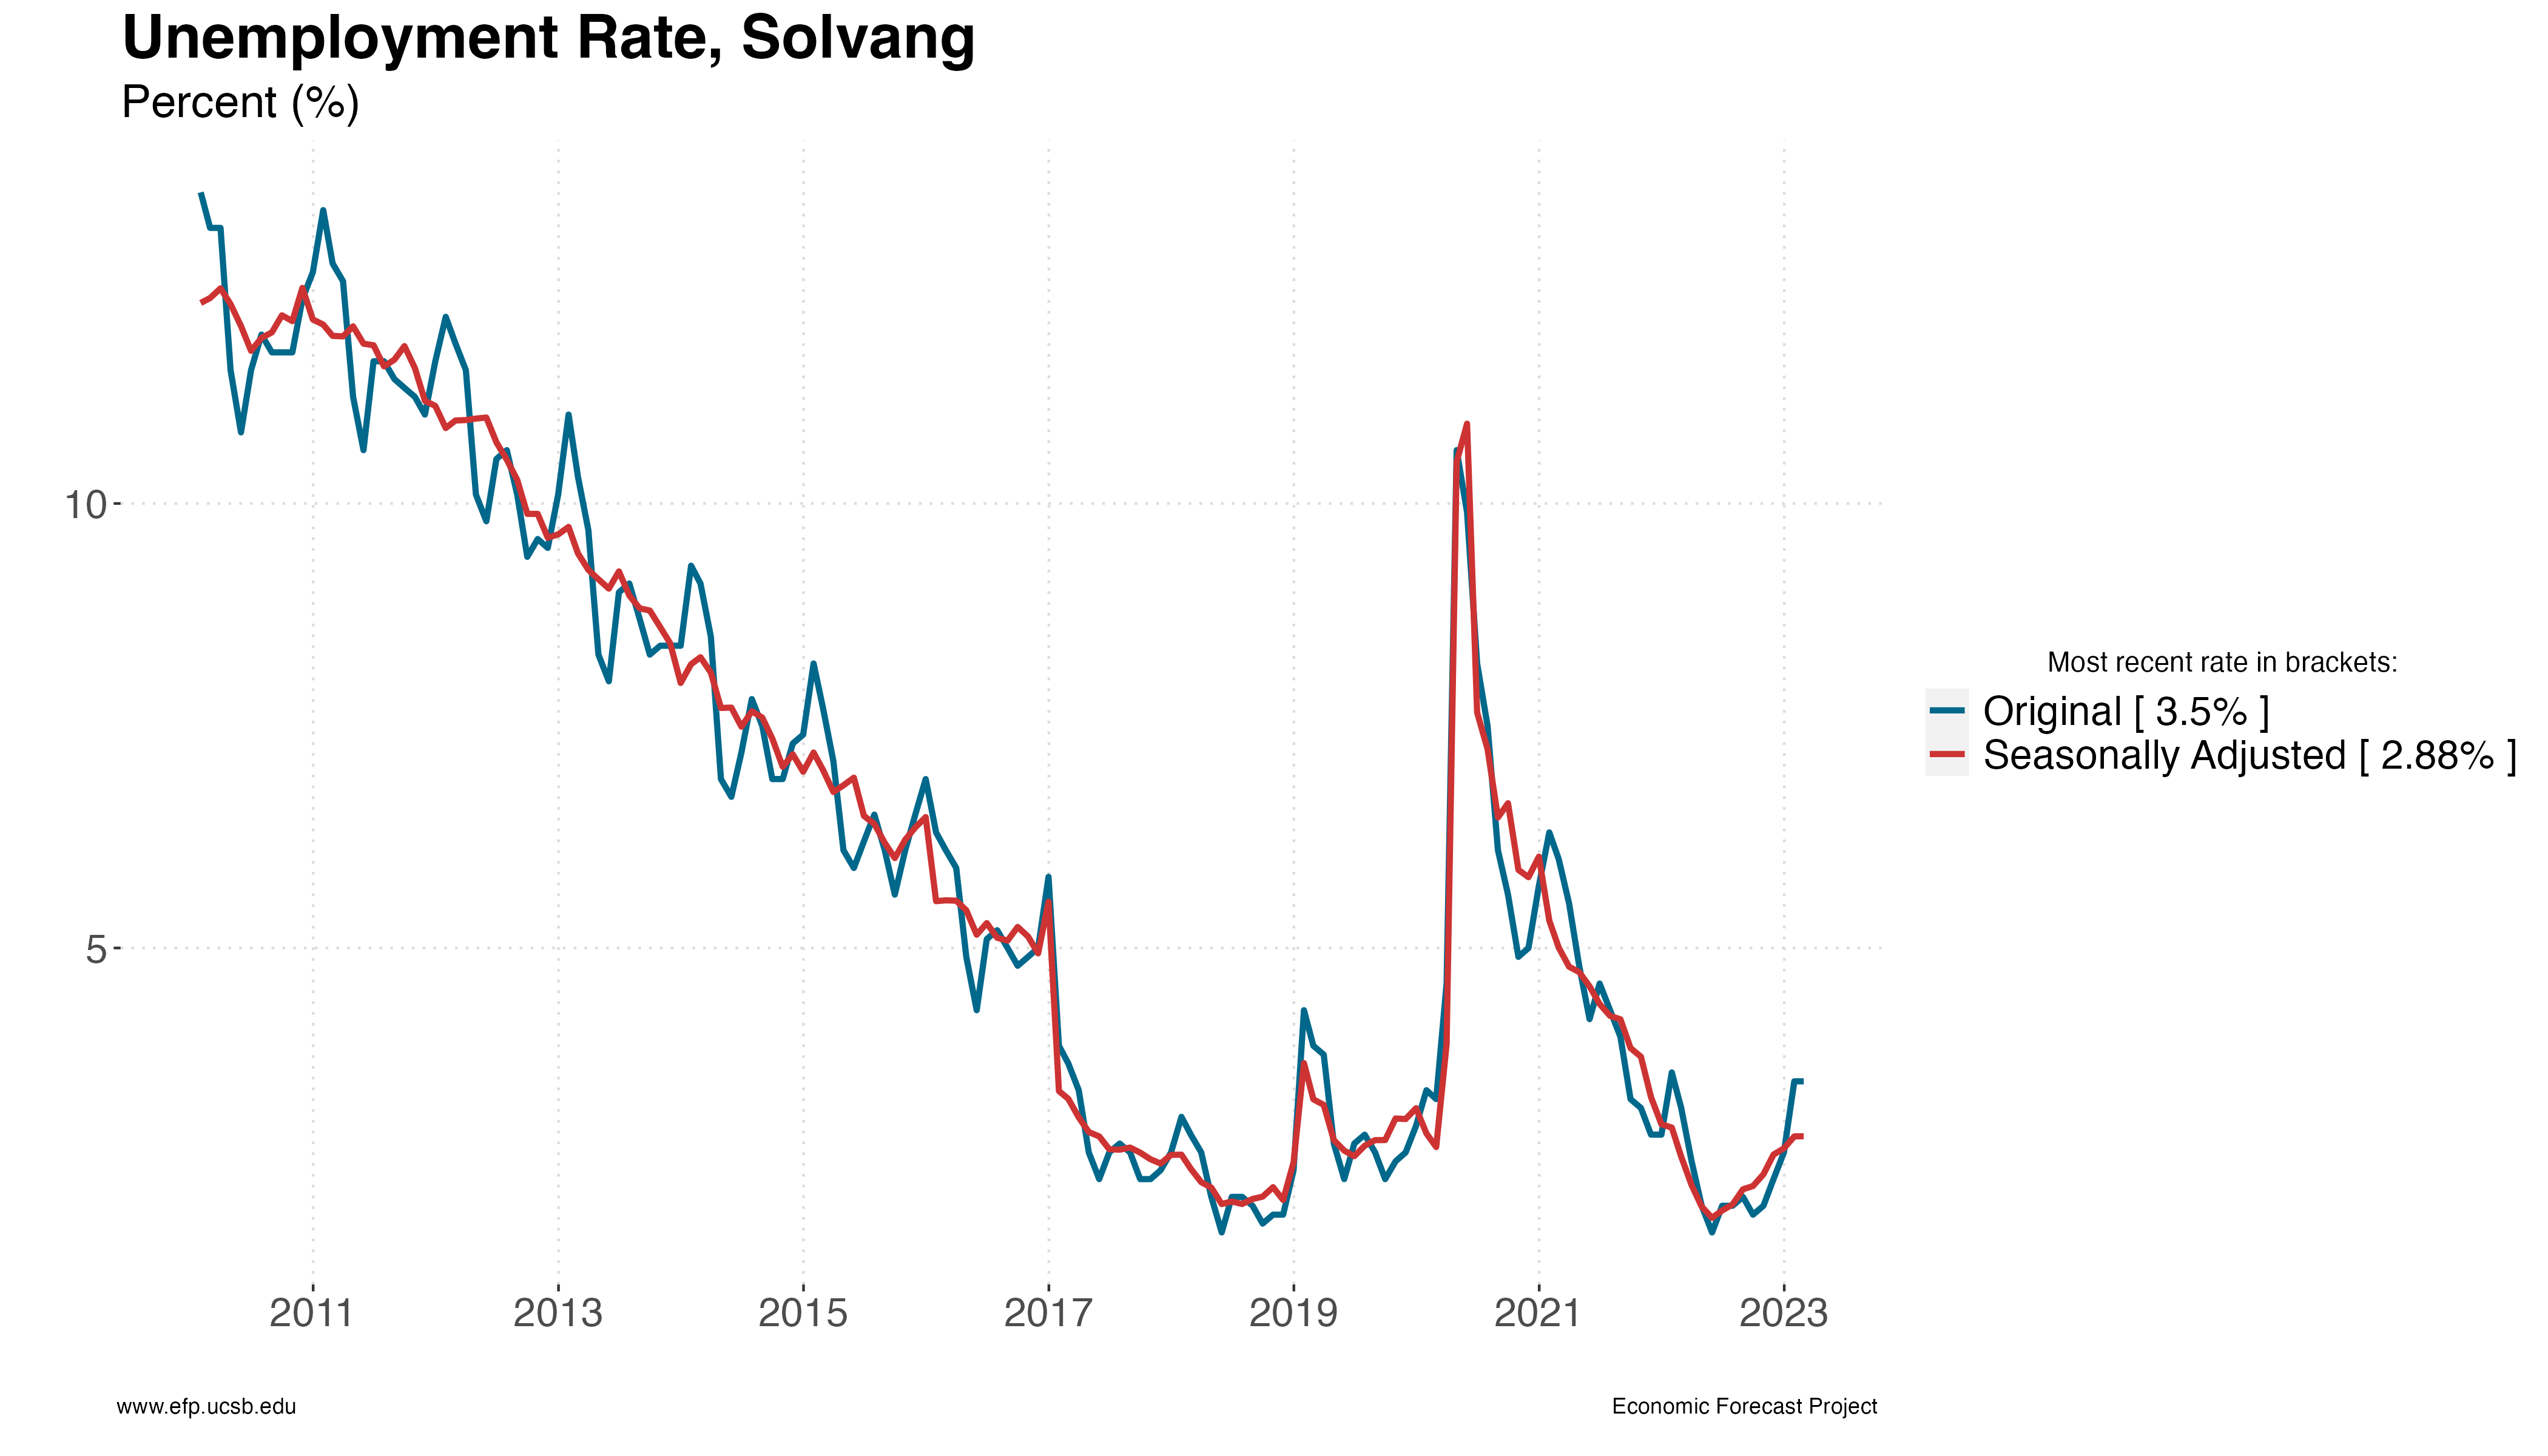 Unemployment Rate, Solvang
Percent (%)
10
5
2011 2013 2015 2017 2019 2021 2023
Most recent rate in brackets:
Original [ 3.5% ]
Seasonally Adjusted [ 2.88% ]
www.efp.ucsb.edu
Economic Forecast Project